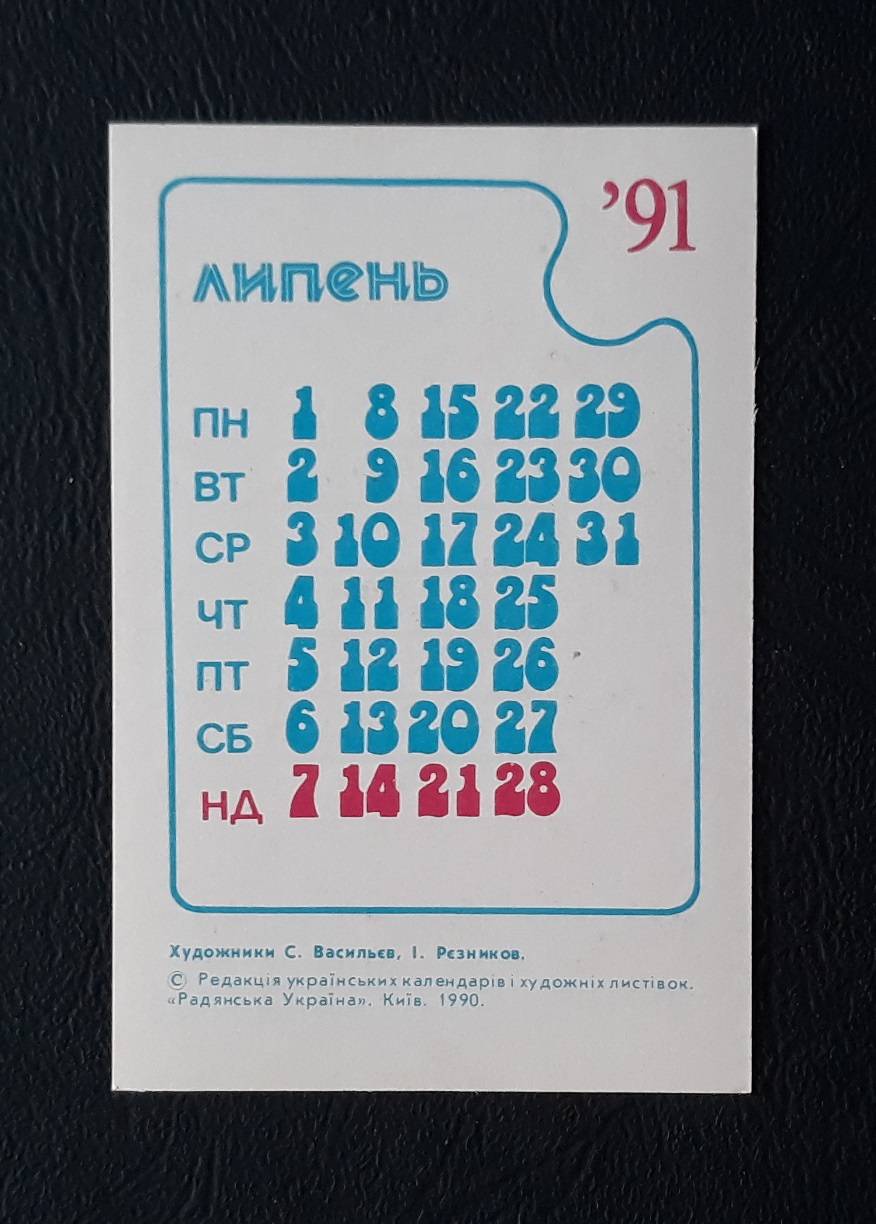 ’91
липень
ПН 1 8 15 22 29
ВТ 2 9 16 23 30
СР 3 10 17 24 31
ЧТ 4 11 18 25
ПТ 5 12 19 26
СБ 6 13 20 27
НД 7 14 21 28
Художники С. Васильєв, І. Рєзников.
© Редакція українських календарів і художніх листівок.
«Радянська Україна». Київ. 1990.